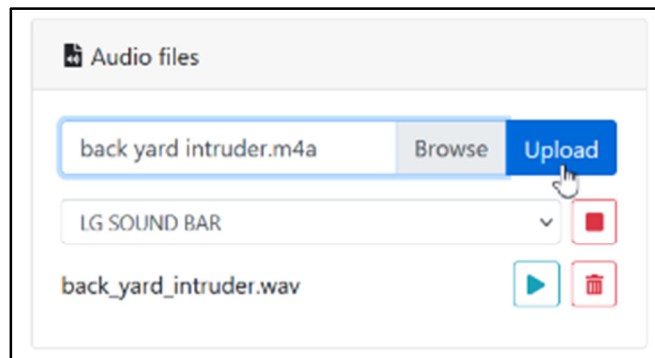 Audio files
back yard intruder.m4a Browse Upload
LG SOUND BAR
back_yard_intruder.wav